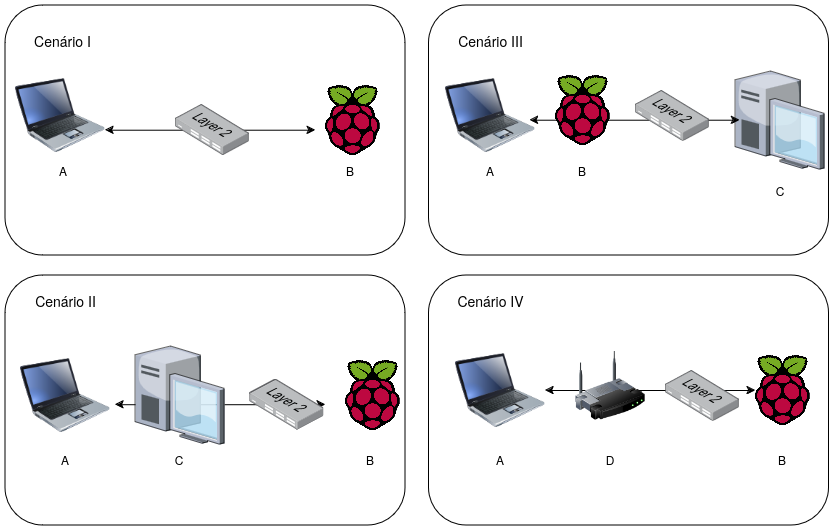 Cenário I
Layer 2
A
B
Cenário III
Layer 2
A
B
C
Cenário II
Layer 2
A
C
B
Cenário IV
Layer 2
A
D
B